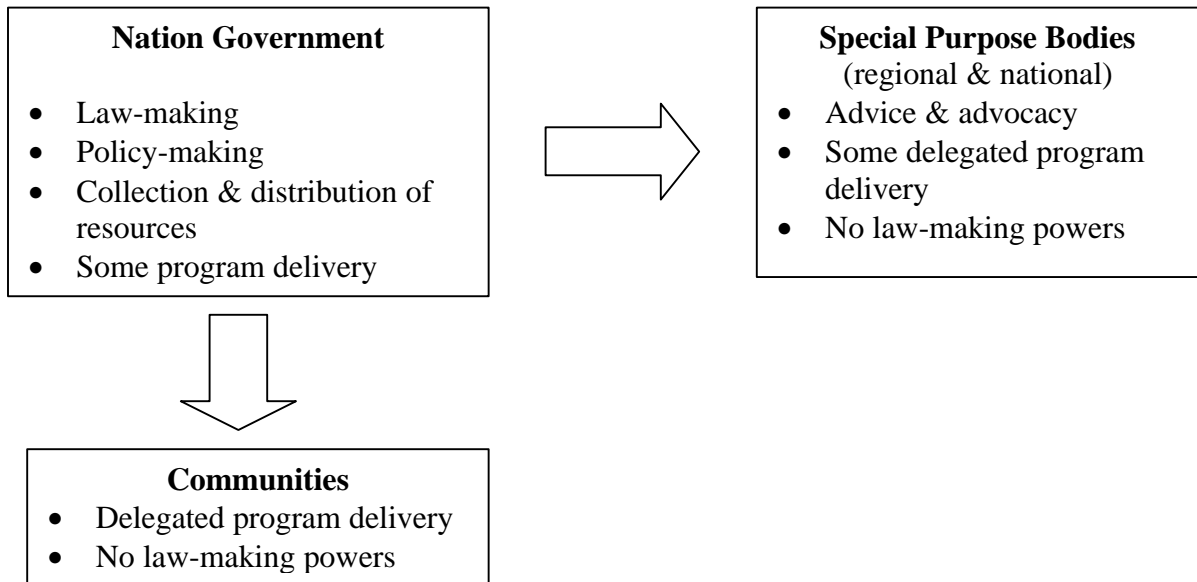 Nation Government
• Law-making
• Policy-making
• Collection & distribution of
resources
• Some program delivery
Special Purpose Bodies
(regional & national)
• Advice & advocacy
• Some delegated program
delivery
• No law-making powers
Communities
• Delegated program delivery
• No law-making powers